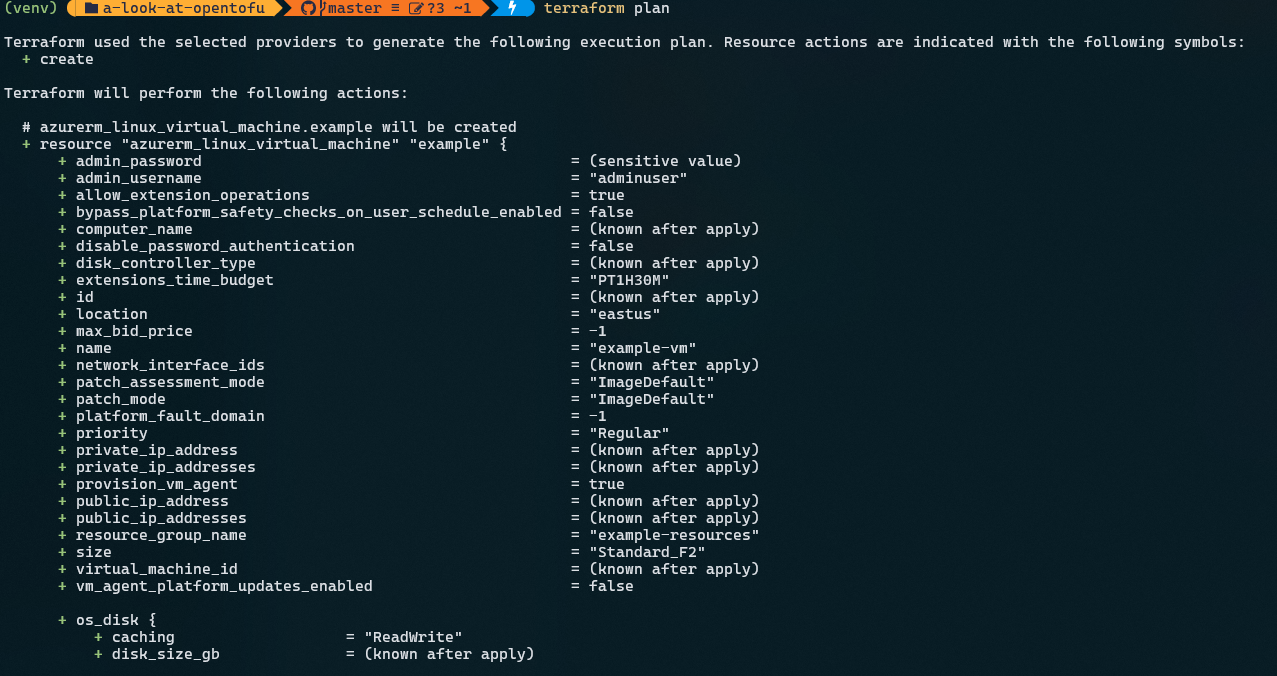 (venv) a-look-at-opentofu master ≡ ?3 ~1 terraform plan
Terraform used the selected providers to generate the following execution plan. Resource actions are indicated with the following symbols:
+ create
Terraform will perform the following actions:
# azurerm_linux_virtual_machine.example will be created
+ resource "azurerm_linux_virtual_machine" "example" {
+ admin_password = (sensitive value)
+ admin_username = "adminuser"
+ allow_extension_operations = true
+ bypass_platform_safety_checks_on_user_schedule_enabled = false
+ computer_name = (known after apply)
+ disable_password_authentication = false
+ disk_controller_type = (known after apply)
+ extensions_time_budget = "PT1H30M"
+ id = (known after apply)
+ location = "eastus"
+ max_bid_price = -1
+ name = "example-vm"
+ network_interface_ids = (known after apply)
+ patch_assessment_mode = "ImageDefault"
+ patch_mode = "ImageDefault"
+ platform_fault_domain = -1
+ priority = "Regular"
+ private_ip_address = (known after apply)
+ private_ip_addresses = (known after apply)
+ provision_vm_agent = true
+ public_ip_address = (known after apply)
+ public_ip_addresses = (known after apply)
+ resource_group_name = "example-resources"
+ size = "Standard_F2"
+ virtual_machine_id = (known after apply)
+ vm_agent_platform_updates_enabled = false
+ os_disk {
+ caching = "ReadWrite"
+ disk_size_gb = (known after apply)